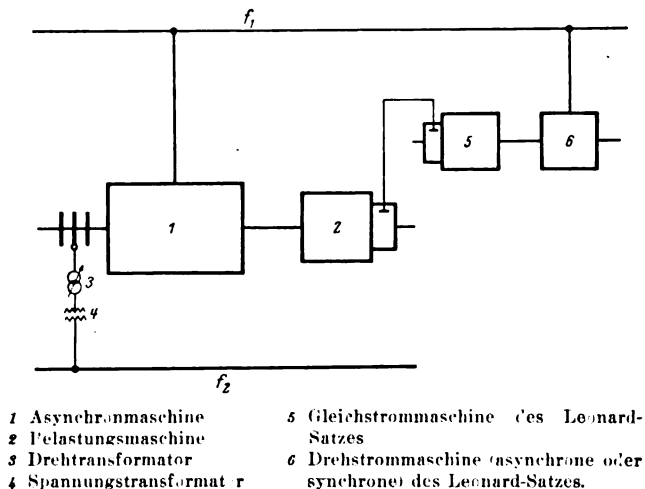 f₁
5
6
1
2
3
4
f₂
1 Asynchronmaschine
2 Belastungsmaschine
3 Drehtransformator
4 Spannungstransformator
5 Gleichstrommaschine des Leonard-
Satzes
6 Drehstrommaschine (asynchrone oder
synchrone) des Leonard-Satzes.